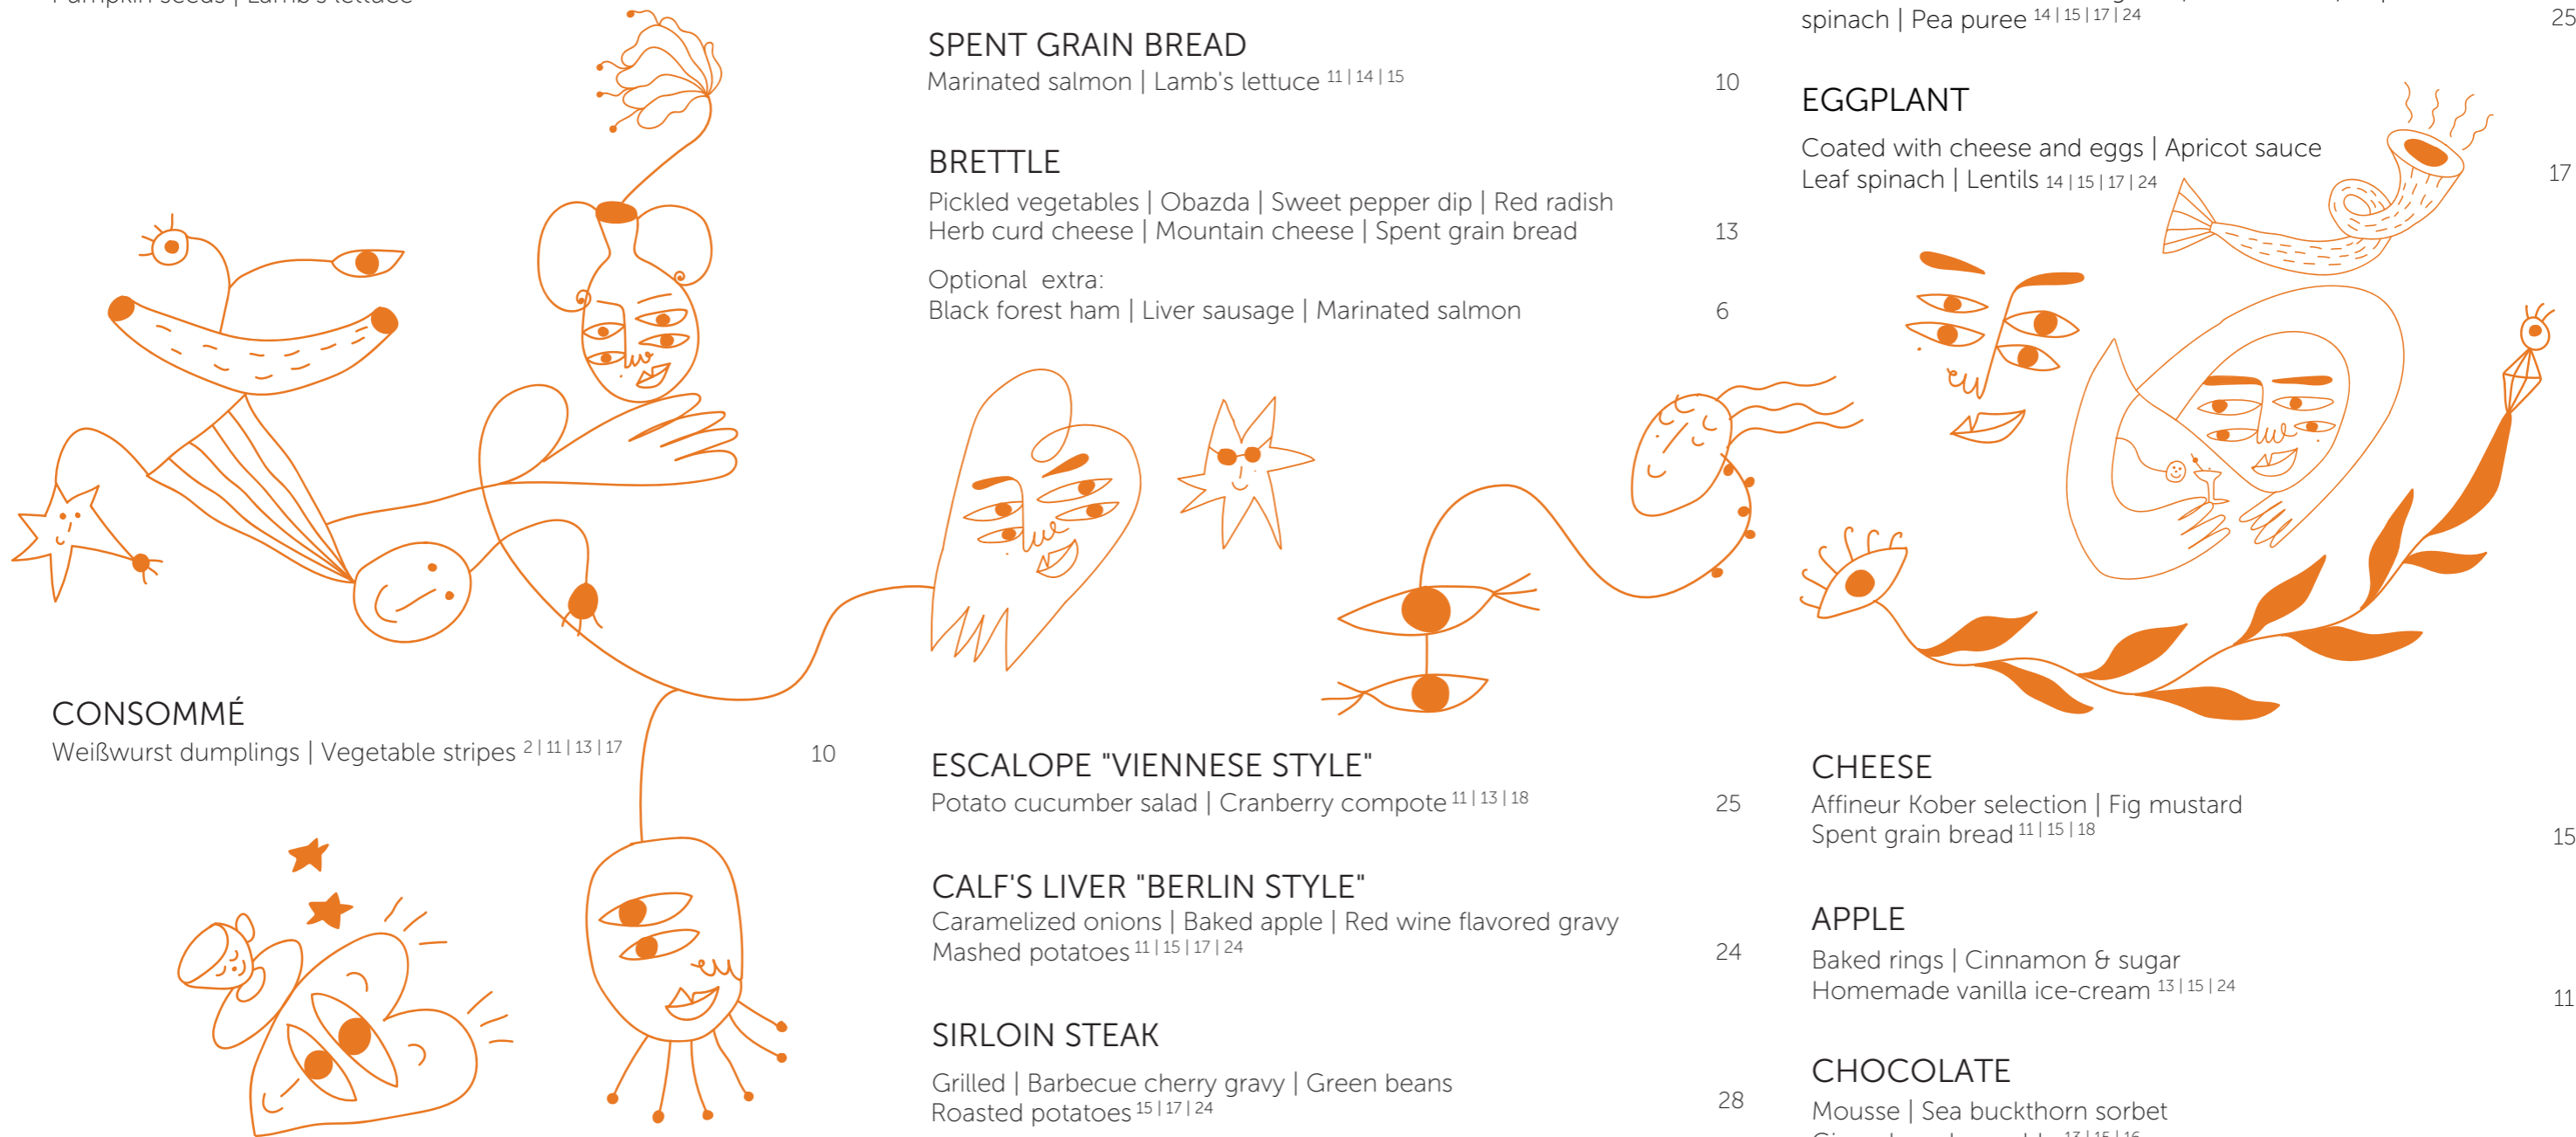 Pumpkin seeds | Lamb's lettuce
CONSOMMÉ
Weißwurst dumplings | Vegetable stripes 2 | 11 | 13 | 17 10
SPENT GRAIN BREAD
Marinated salmon | Lamb's lettuce 11 | 14 | 15 10
BRETTLE
Pickled vegetables | Obazda | Sweet pepper dip | Red radish
Herb curd cheese | Mountain cheese | Spent grain bread 13
Optional extra:
Black forest ham | Liver sausage | Marinated salmon 6
ESCALOPE "VIENNESE STYLE"
Potato cucumber salad | Cranberry compote 11 | 13 | 18 25
CALF'S LIVER "BERLIN STYLE"
Caramelized onions | Baked apple | Red wine flavored gravy
Mashed potatoes 11 | 15 | 17 | 24 24
SIRLOIN STEAK
Grilled | Barbecue cherry gravy | Green beans
Roasted potatoes 15 | 17 | 24 28
spinach | Pea puree 14 | 15 | 17 | 24 25
EGGPLANT
Coated with cheese and eggs | Apricot sauce
Leaf spinach | Lentils 14 | 15 | 17 | 24 17
CHEESE
Affineur Kober selection | Fig mustard
Spent grain bread 11 | 15 | 18 15
APPLE
Baked rings | Cinnamon & sugar
Homemade vanilla ice-cream 13 | 15 | 24 11
CHOCOLATE
Mousse | Sea buckthorn sorbet
13 | 15 | 16